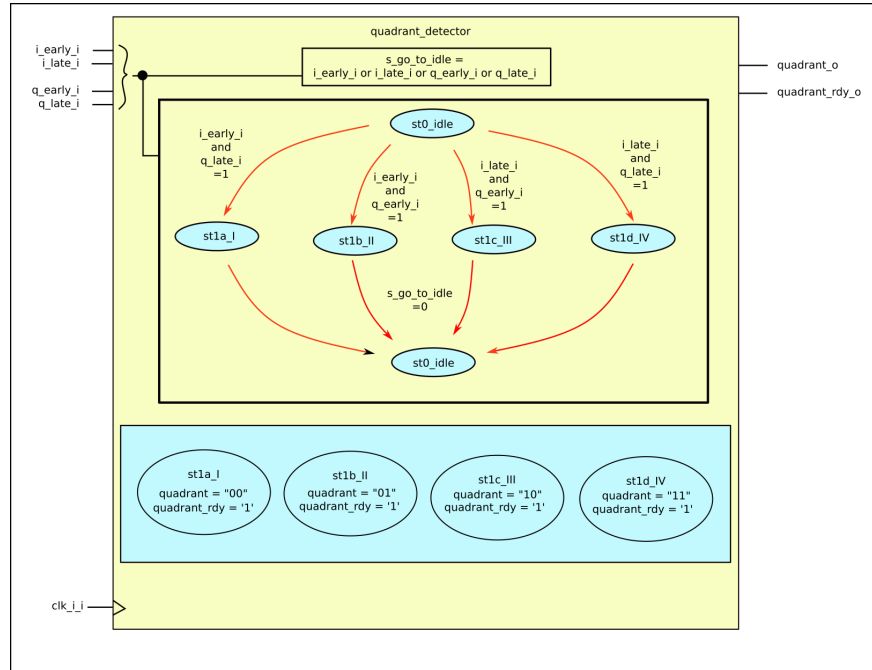 quadrant_detector
i_early_i
i_late_i
q_early_i
q_late_i
s_go_to_idle =
i_early_i or i_late_i or q_early_i or q_late_i
quadrant_o
quadrant_rdy_o
st0_idle
i_early_i
and
q_late_i
=1
i_early_i
and
q_early_i
=1
i_late_i
and
q_early_i
=1
i_late_i
and
q_late_i
=1
st1a_I
st1b_II
st1c_III
st1d_IV
s_go_to_idle
=0
st0_idle
st1a_I
quadrant = "00"
quadrant_rdy = '1'
st1b_II
quadrant = "01"
quadrant_rdy = '1'
st1c_III
quadrant = "10"
quadrant_rdy = '1'
st1d_IV
quadrant = "11"
quadrant_rdy = '1'
clk_i_i